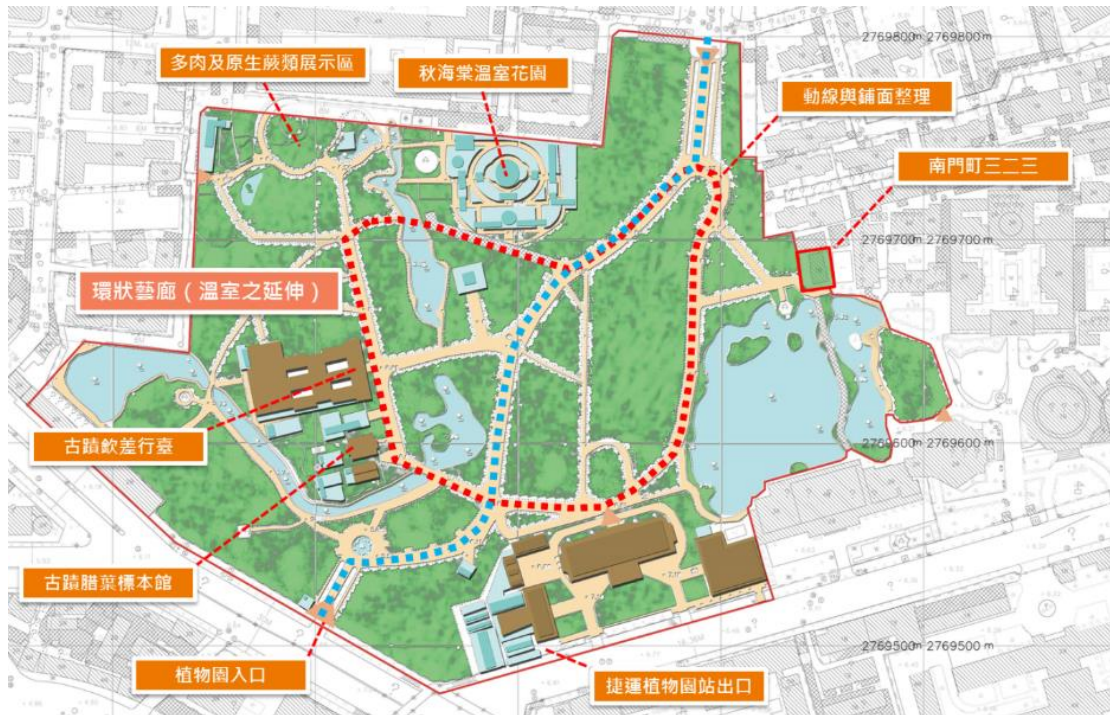 多肉及原生蕨類展示區
秋海棠溫室花園
2769800m 2769800m
動線與鋪面整理
南門町三二三
2769700m 2769700m
環狀藝廊(溫室之延伸)
古蹟欽差行臺
2769600m 2769600m
古蹟腊葉標本館
植物園入口
2769500m 2769500m
捷運植物園站出口